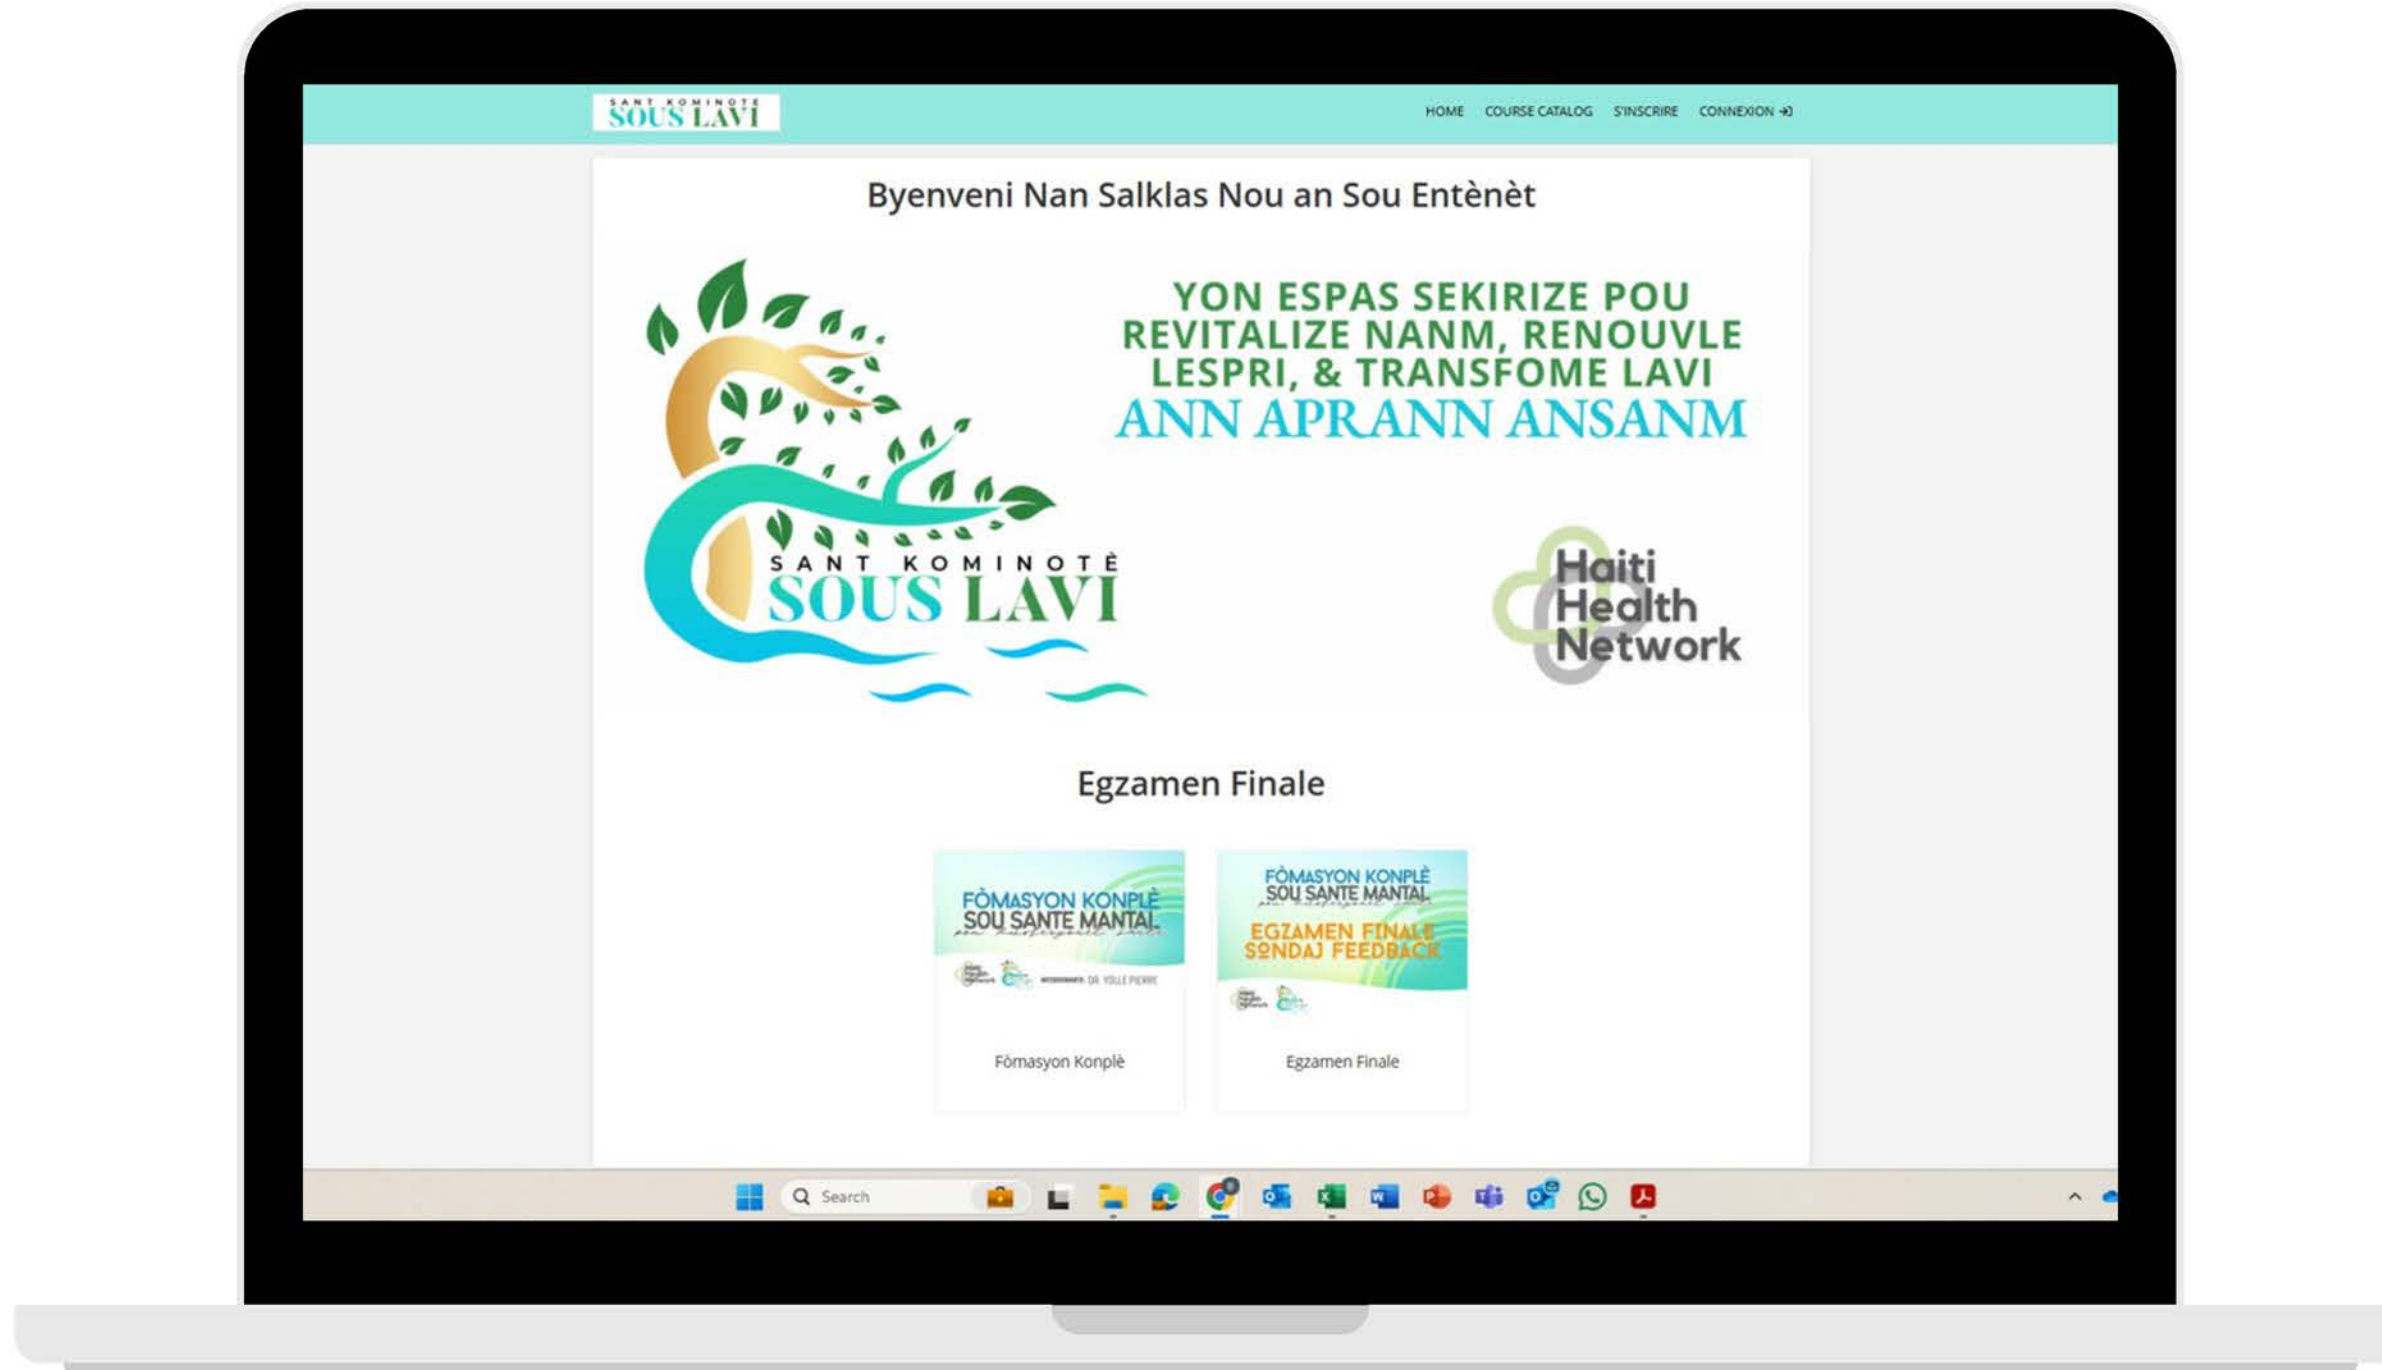 SANT KOMINOTÈ
SOUS LAVI
HOME COURSE CATALOG S'INSCRIRE CONNEXION
Byenveni Nan Salklas Nou an Sou Entènèt
YON ESPAS SEKIRIZE POU
REVITALIZE NANM, RENOUVLE
LESPRI, & TRANSFOME LAVI
ANN APRANN ANSANM
SANT KOMINOTÈ
SOUS LAVI
Haiti
Health
Network
Egzamen Finale
FÒMASYON KONPLÈ
SOU SANTE MANTAL
DR. YOLLE PIERRE
Fòmasyon Konplè
FÒMASYON KONPLÈ
SOU SANTE MANTAL
EGZAMEN FINALE
SONDAJ FEEDBACK
Egzamen Finale
Search